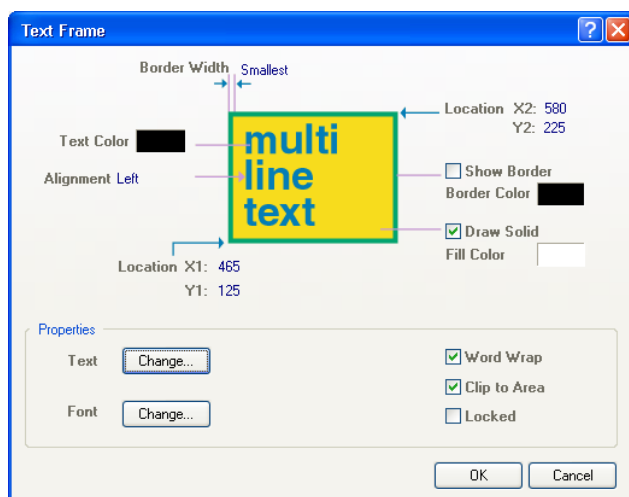 Text Frame
Border Width Smallest
Location X2: 580
Y2: 225
Text Color
multi
line
text
Alignment Left
Show Border
Border Color
Draw Solid
Fill Color
Location X1: 465
Y1: 125
Properties
Text Change...
Word Wrap
Clip to Area
Font Change...
Locked
OK Cancel